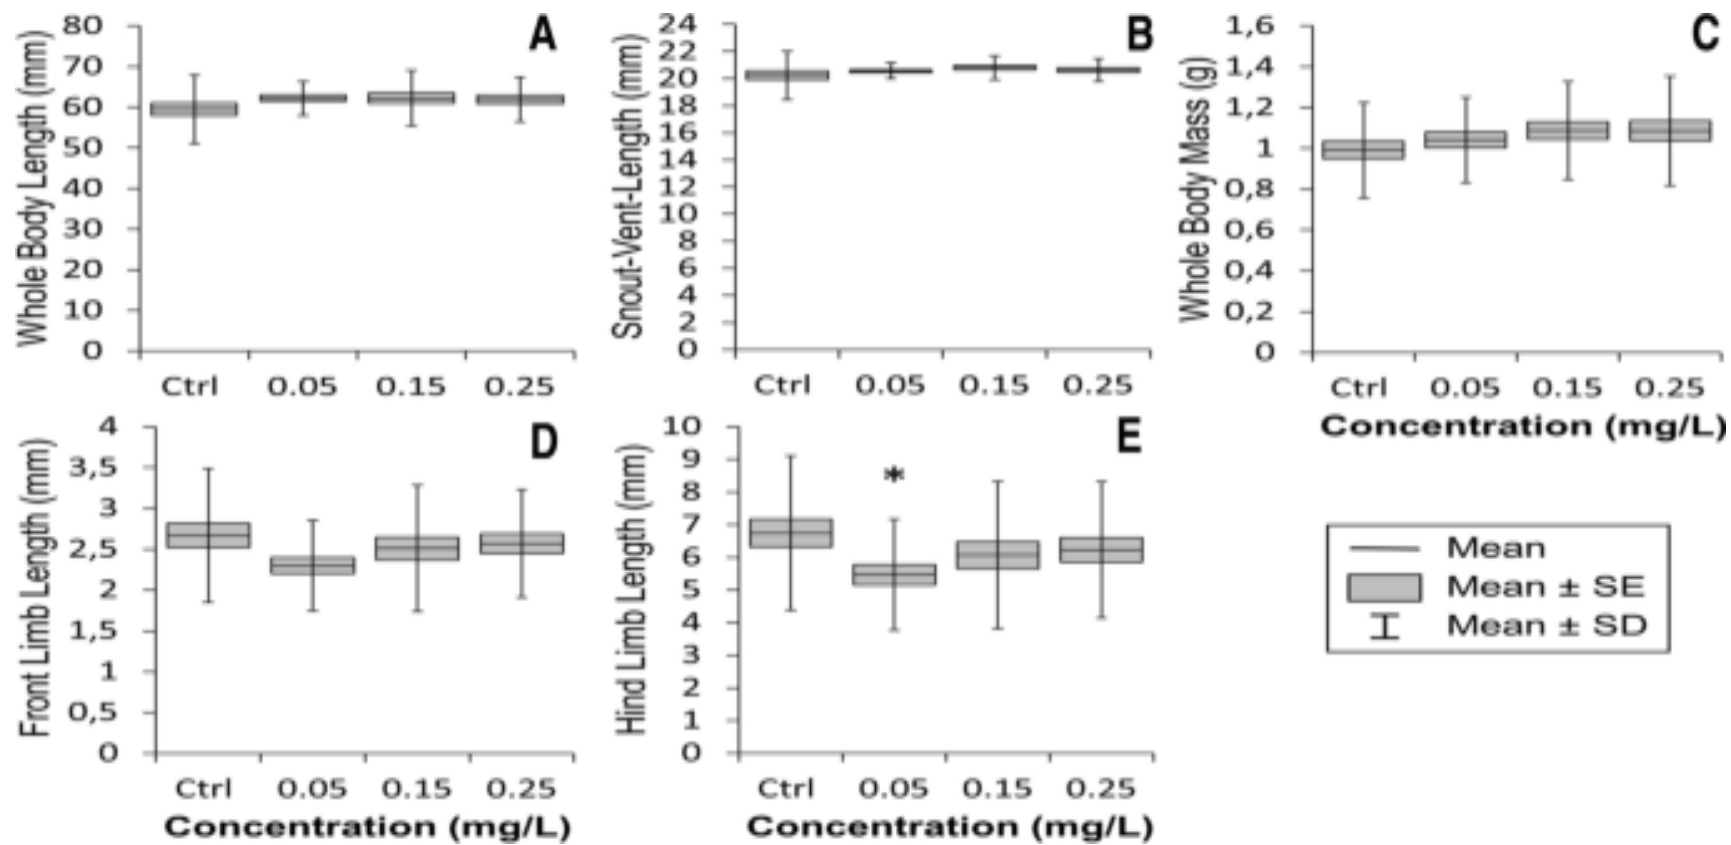 A
Whole Body Length (mm)
80
70
60
50
40
30
20
10
0
Ctrl 0.05 0.15 0.25
B
Snout-Vent-Length (mm)
24
22
20
18
16
14
12
10
8
6
4
2
0
Ctrl 0.05 0.15 0.25
C
Whole Body Mass (g)
1,6
1,4
1,2
1
0,8
0,6
0,4
0,2
0
Ctrl 0.05 0.15 0.25
Concentration (mg/L)
D
Front Limb Length (mm)
4
3,5
3
2,5
2
1,5
1
0,5
0
Ctrl 0.05 0.15 0.25
Concentration (mg/L)
E
Hind Limb Length (mm)
10
9
8
7
6
5
4
3
2
1
0
*
Ctrl 0.05 0.15 0.25
Concentration (mg/L)
Mean
Mean ± SE
Mean ± SD